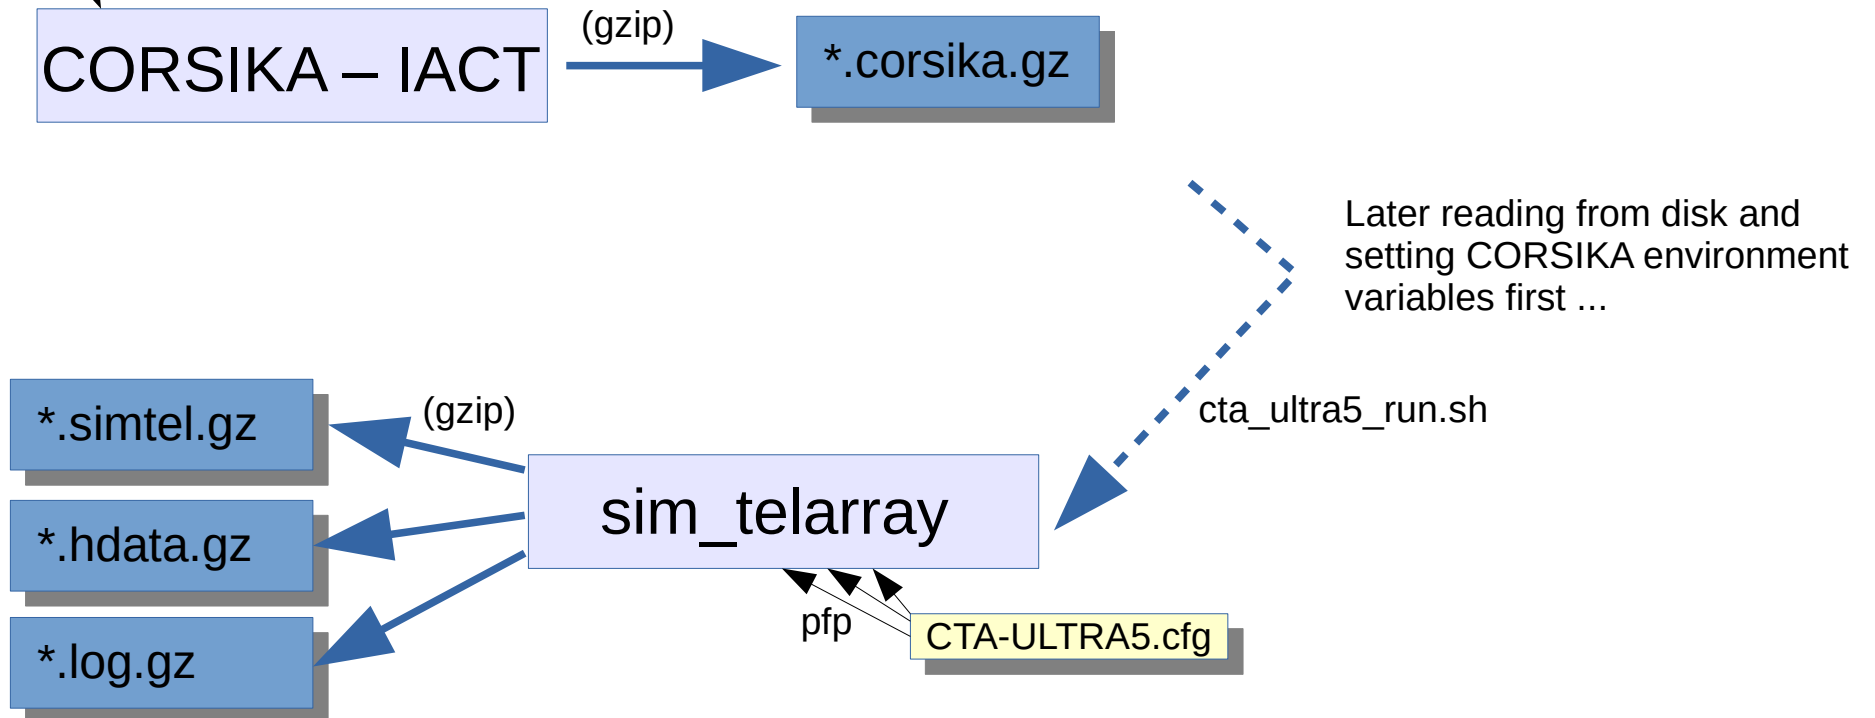 CORSIKA – IACT
(gzip)
*.corsika.gz
Later reading from disk and
setting CORSIKA environment
variables first ...
cta_ultra5_run.sh
*.simtel.gz
(gzip)
sim_telarray
*.hdata.gz
*.log.gz
pfp
CTA-ULTRA5.cfg